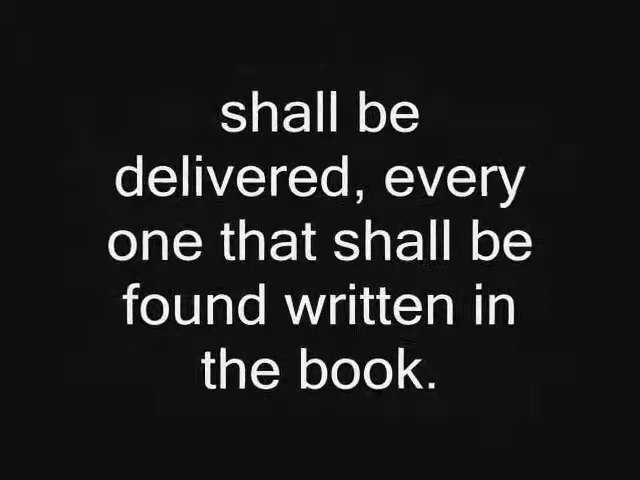 shall be
delivered, every
one that shall be
found written in
the book.